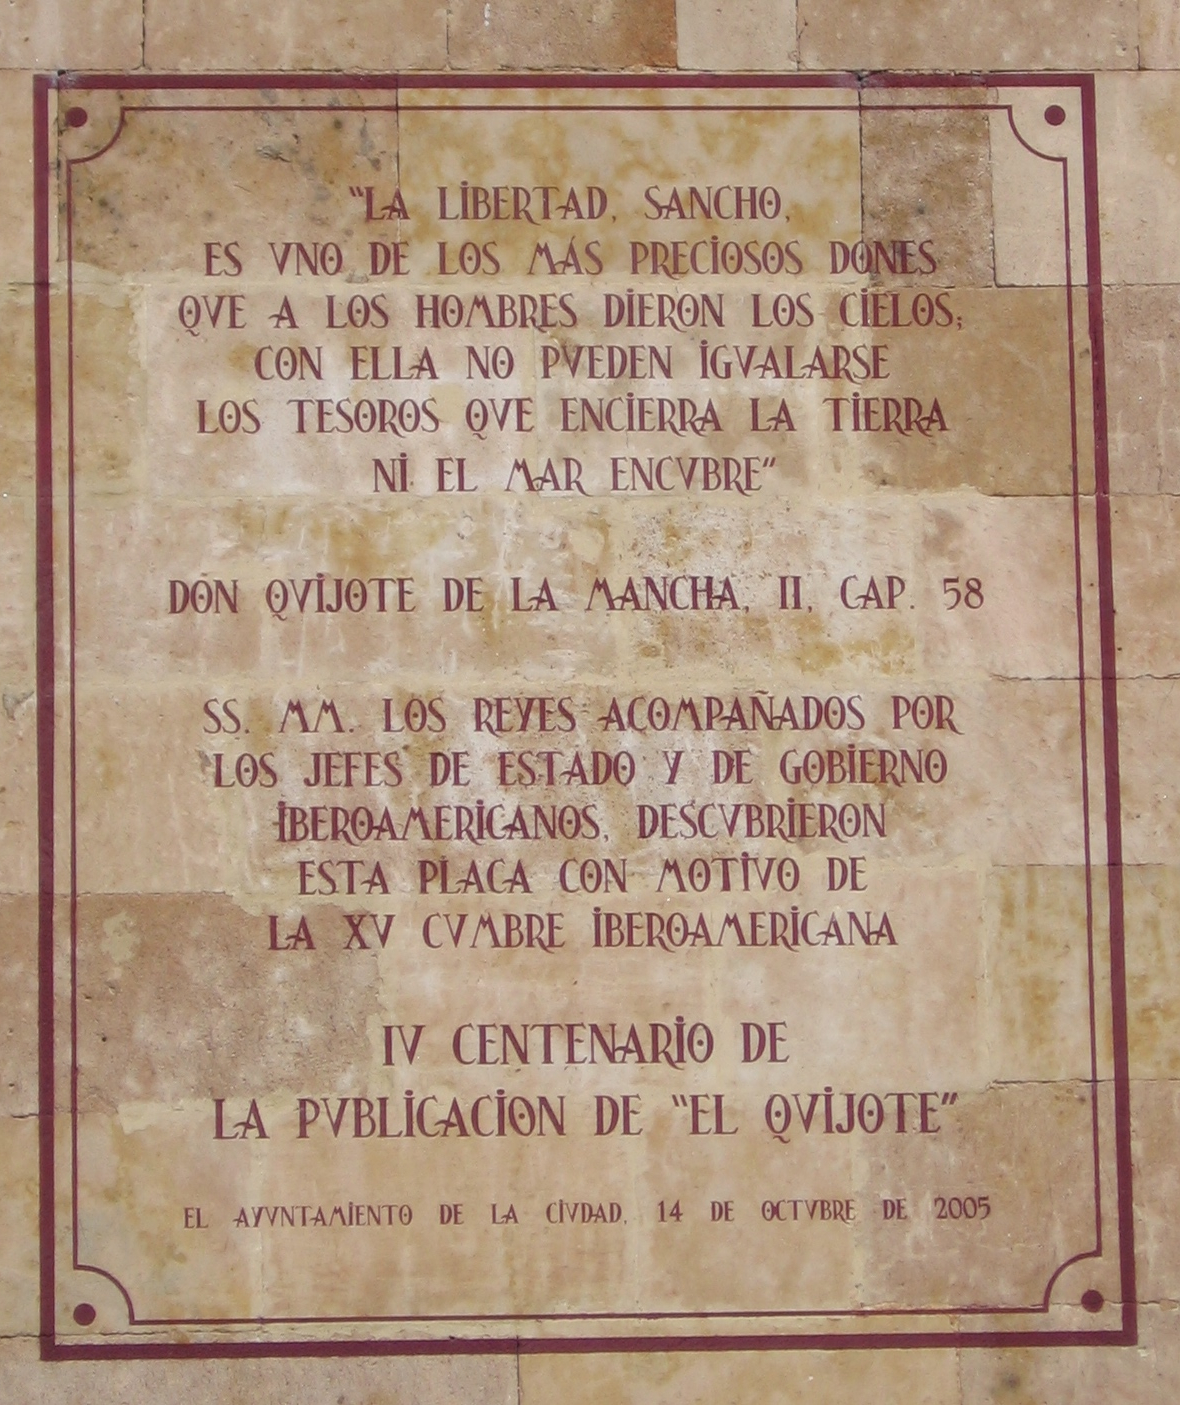 “LA LIBERTAD, SANCHO,
ES VNO DE LOS MÁS PRECIOSOS DONES
QVE A LOS HOMBRES DIERON LOS CIELOS;
CON ELLA NO PVEDEN IGVALARSE
LOS TESOROS QVE ENCIERRA LA TIERRA
NI EL MAR ENCVBRE”
DON QVIJOTE DE LA MANCHA, II, CAP. 58
SS. MM. LOS REYES ACOMPAÑADOS POR
LOS JEFES DE ESTADO Y DE GOBIERNO
IBEROAMERICANOS, DESCVBRIERON
ESTA PLACA CON MOTIVO DE
LA XV CVMBRE IBEROAMERICANA
IV CENTENARIO DE
LA PVBLICACION DE “EL QVIJOTE”
EL AYVNTAMIENTO DE LA CIVDAD, 14 DE OCTVBRE DE 2005